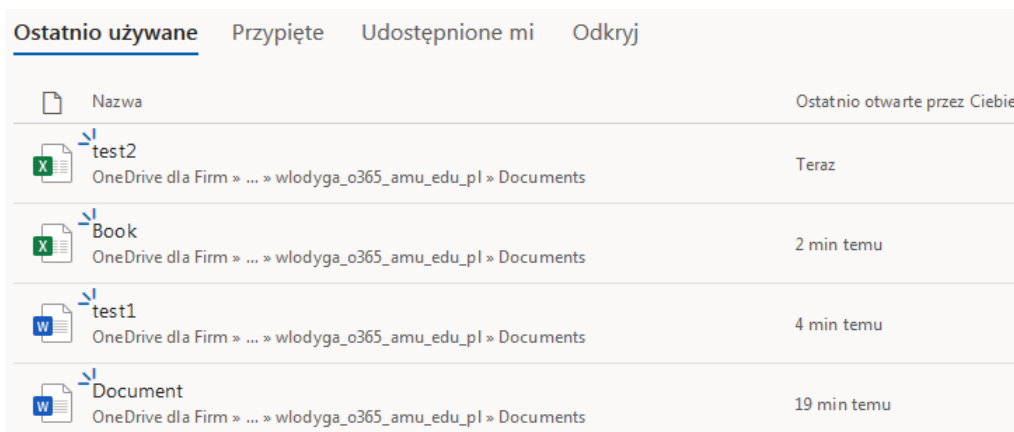 Ostatnio używane Przypięte Udostępnione mi Odkryj
Nazwa Ostatnio otwarte przez Ciebie
test2
OneDrive dla Firm » ... » wlodyga_o365_amu_edu_pl » Documents
Teraz
Book
OneDrive dla Firm » ... » wlodyga_o365_amu_edu_pl » Documents
2 min temu
test1
OneDrive dla Firm » ... » wlodyga_o365_amu_edu_pl » Documents
4 min temu
Document
OneDrive dla Firm » ... » wlodyga_o365_amu_edu_pl » Documents
19 min temu